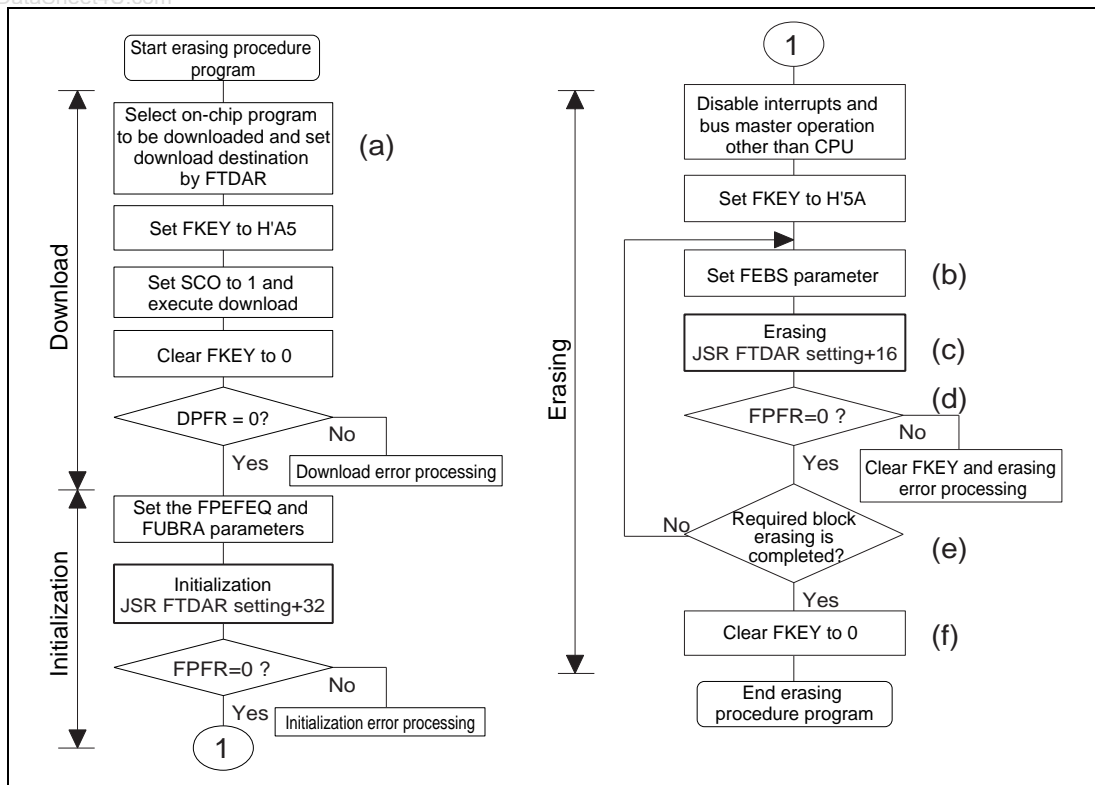 DataSheet4U.com
Start erasing procedure
program
Download
Select on-chip program
to be downloaded and set
download destination
by FTDAR
(a)
Set FKEY to H'A5
Set SCO to 1 and
execute download
Clear FKEY to 0
DPFR = 0?
No
Yes
Download error processing
Initialization
Set the FPEFEQ and
FUBRA parameters
Initialization
JSR FTDAR setting+32
FPFR=0 ?
No
Yes
Initialization error processing
1
1
Erasing
Disable interrupts and
bus master operation
other than CPU
Set FKEY to H'5A
Set FEBS parameter
(b)
Erasing
JSR FTDAR setting+16
(c)
(d)
FPFR=0 ?
No
Yes
Clear FKEY and erasing
error processing
No
Required block
erasing is
completed?
(e)
Yes
Clear FKEY to 0
(f)
End erasing
procedure program